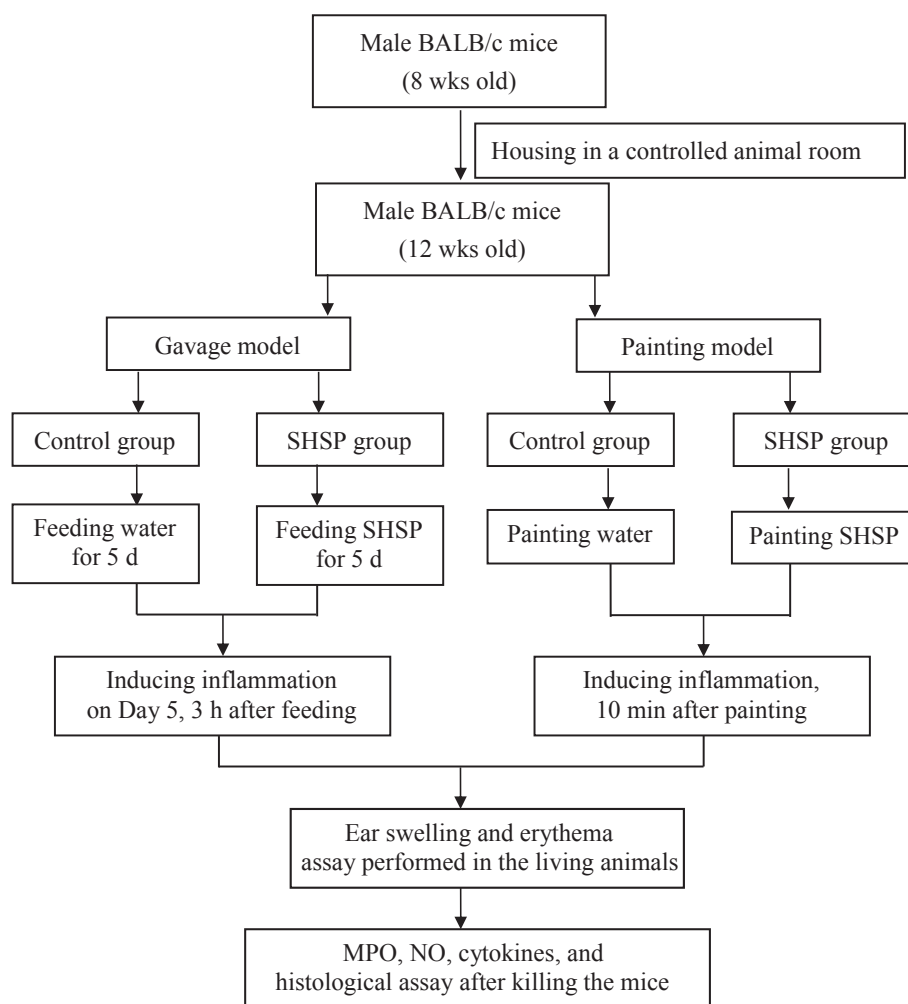 Male BALB/c mice
(8 wks old)
Housing in a controlled animal room
Male BALB/c mice
(12 wks old)
Gavage model
Painting model
Control group
SHSP group
Control group
SHSP group
Feeding water
for 5 d
Feeding SHSP
for 5 d
Painting water
Painting SHSP
Inducing inflammation
on Day 5, 3 h after feeding
Inducing inflammation,
10 min after painting
Ear swelling and erythema
assay performed in the living animals
MPO, NO, cytokines, and
histological assay after killing the mice